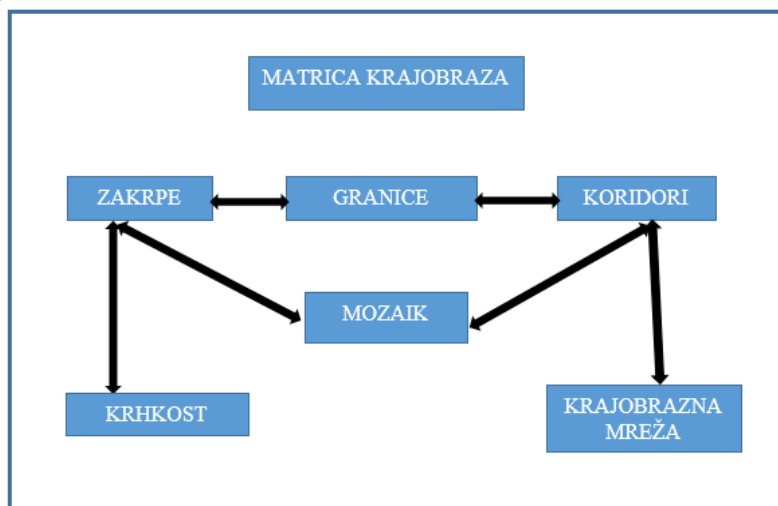 MATRICA KRAJOBRAZA
ZAKRPE
GRANICE
KORIDORI
MOZAIK
KRHKOST
KRAJOBRAZNA
MREŽA